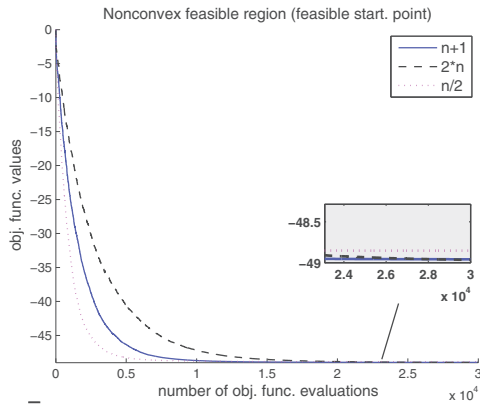 Nonconvex feasible region (feasible start. point)
obj. func. values
0
−5
−10
−15
−20
−25
−30
−35
−40
−45
n+1
2*n
n/2
−48.5
−49
2.4 2.6 2.8 3
x 10^4
0 0.5 1 1.5 2 2.5 3
number of obj. func. evaluations
x 10^4